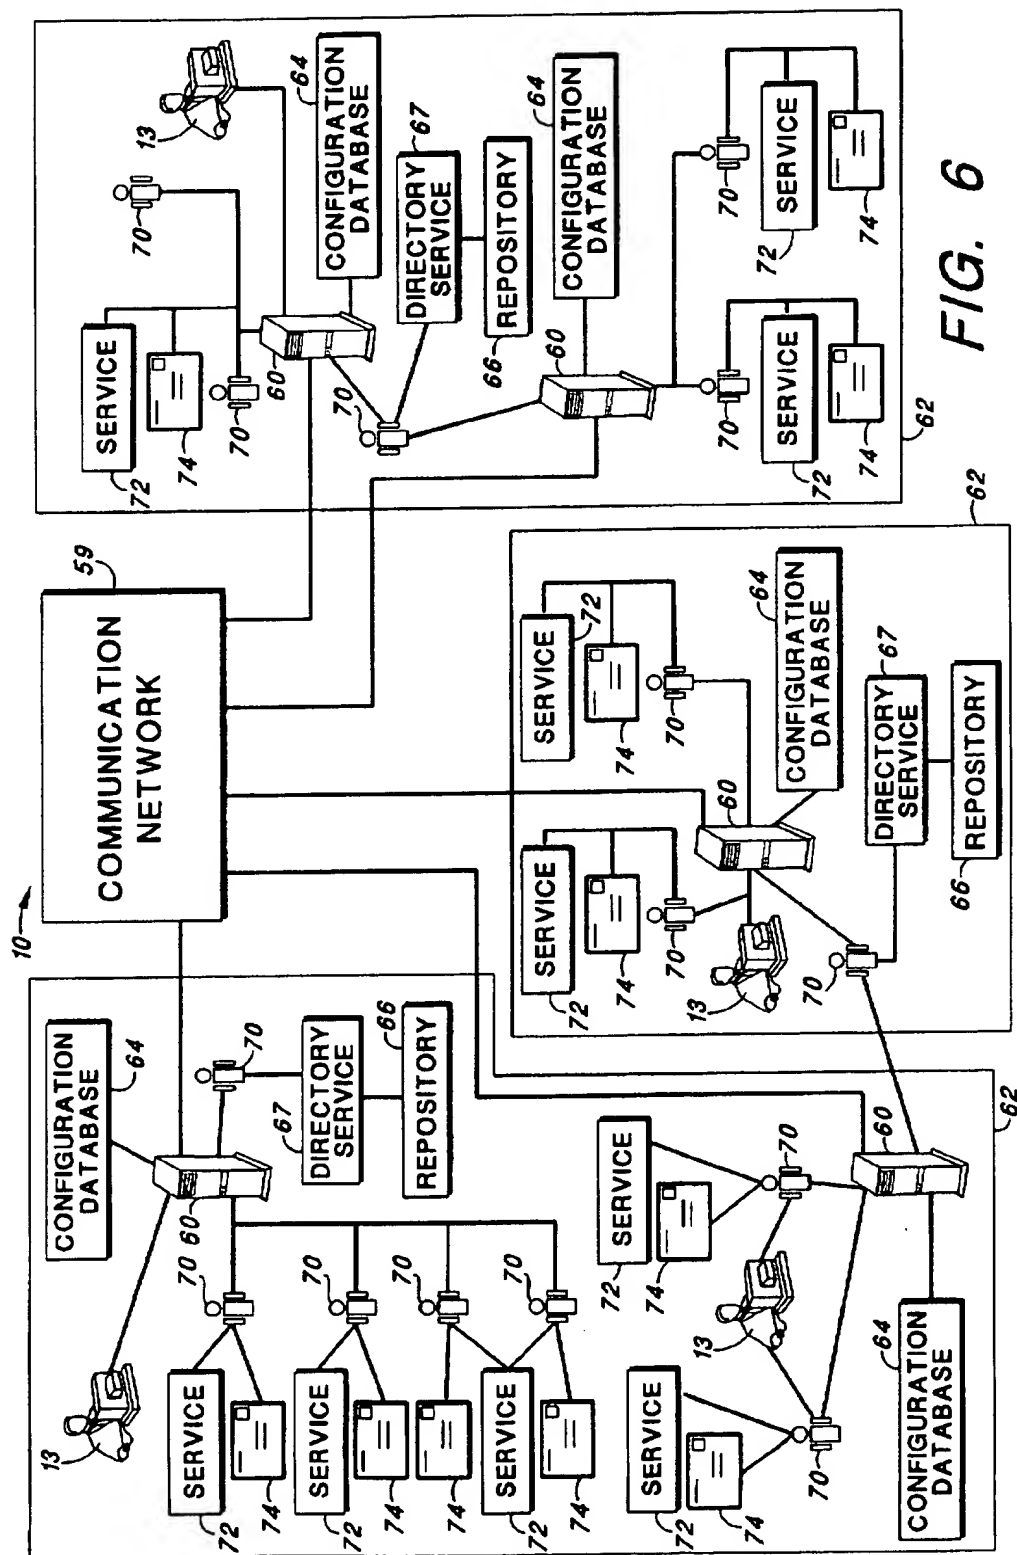 10
COMMUNICATION
NETWORK
59
13
CONFIGURATION
DATABASE
64
60
70
67
DIRECTORY
SERVICE
66
REPOSITORY
70
70
70
70
SERVICE
72
74
SERVICE
72
74
74
SERVICE
72
74
SERVICE
72
74
SERVICE
72
74
13
70
70
60
64
CONFIGURATION
DATABASE
62
SERVICE
72
74
70
SERVICE
72
74
70
13
60
64
CONFIGURATION
DATABASE
70
67
DIRECTORY
SERVICE
66
REPOSITORY
62
SERVICE
72
74
70
70
13
60
64
CONFIGURATION
DATABASE
70
67
DIRECTORY
SERVICE
66
REPOSITORY
60
64
CONFIGURATION
DATABASE
70
SERVICE
72
74
70
SERVICE
72
74
62
FIG. 6